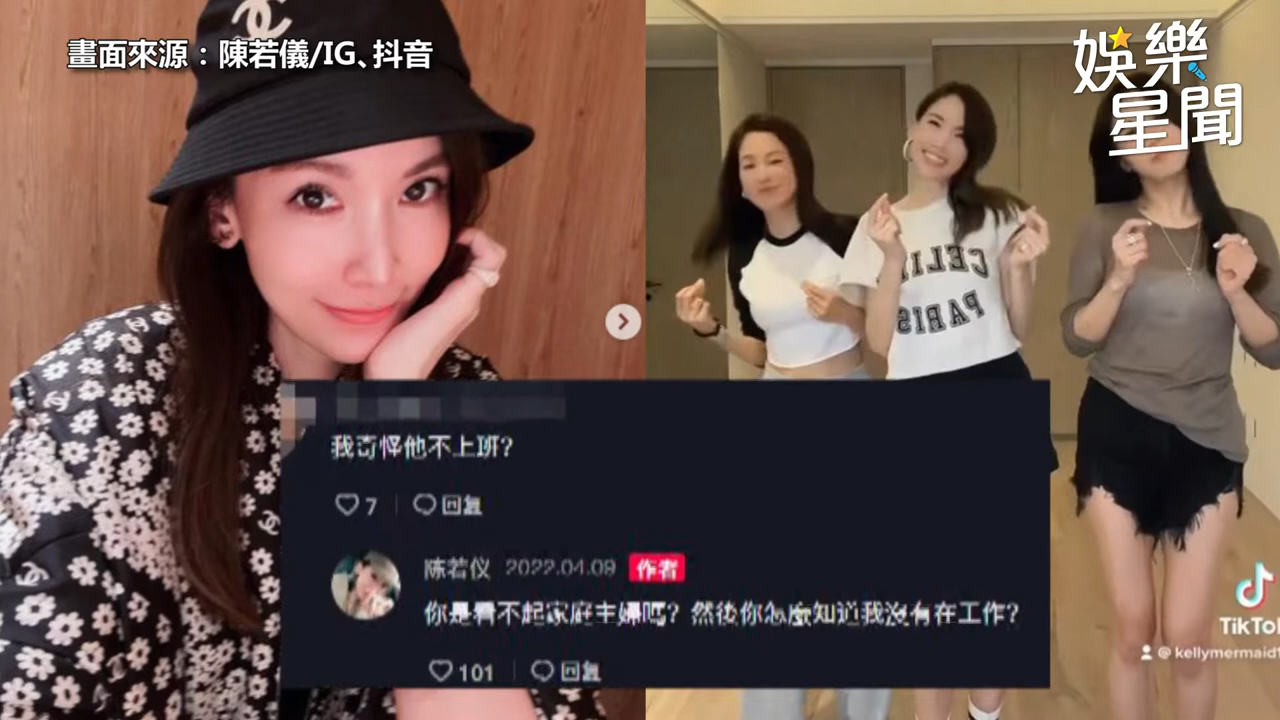 畫面來源：陳若儀/IG、抖音
娛樂
星聞
CELINE
PARIS
我奇怿他不上班?
7 回复
陈若仪 2022.04.09 作者
你是看不起家庭主婦嗎? 然後你怎麼知道我沒有在工作?
101 回复
TikTok
@kellymermaid